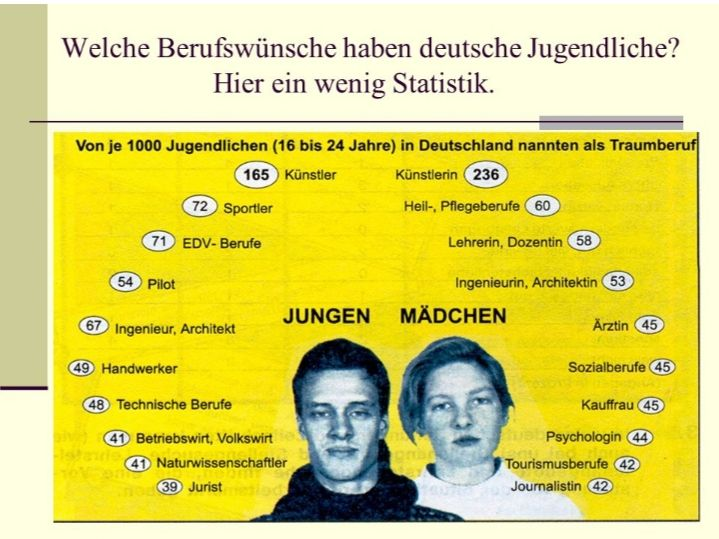 Welche Berufswünsche haben deutsche Jugendliche?
Hier ein wenig Statistik.
Von je 1000 Jugendlichen (16 bis 24 Jahre) in Deutschland nannten als Traumberuf
165 Künstler
Künstlerin 236
72 Sportler
Heil-, Pflegeberufe 60
71 EDV- Berufe
Lehrerin, Dozentin 58
54 Pilot
Ingenieurin, Architektin 53
JUNGEN MÄDCHEN
67 Ingenieur, Architekt
Ärztin 45
49 Handwerker
Sozialberufe 45
48 Technische Berufe
Kauffrau 45
41 Betriebswirt, Volkswirt
Psychologin 44
41 Naturwissenschaftler
Tourismusberufe 42
39 Jurist
Journalistin 42